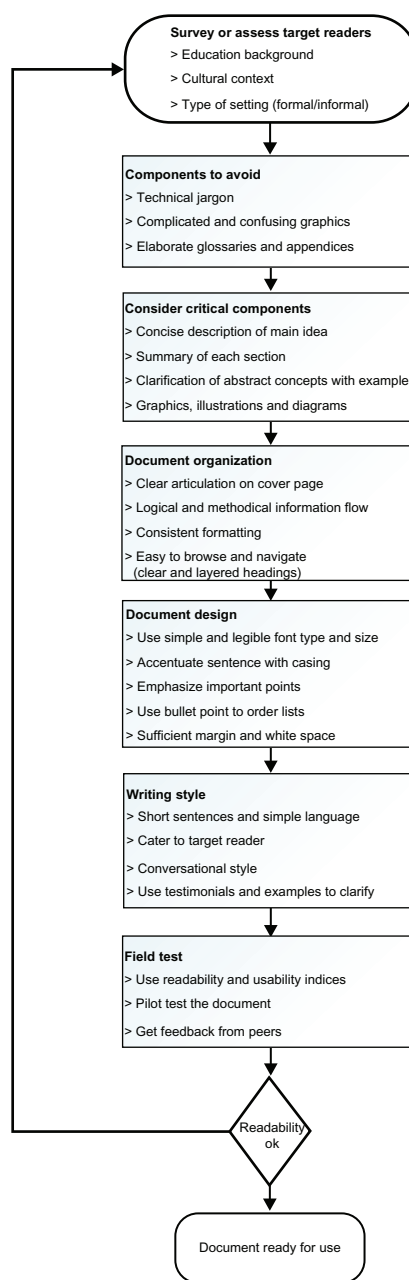 Survey or assess target readers
> Education background
> Cultural context
> Type of setting (formal/informal)
Components to avoid
> Technical jargon
> Complicated and confusing graphics
> Elaborate glossaries and appendices
Consider critical components
> Concise description of main idea
> Summary of each section
> Clarification of abstract concepts with example
> Graphics, illustrations and diagrams
Document organization
> Clear articulation on cover page
> Logical and methodical information flow
> Consistent formatting
> Easy to browse and navigate
(clear and layered headings)
Document design
> Use simple and legible font type and size
> Accentuate sentence with casing
> Emphasize important points
> Use bullet point to order lists
> Sufficient margin and white space
Writing style
> Short sentences and simple language
> Cater to target reader
> Conversational style
> Use testimonials and examples to clarify
Field test
> Use readability and usability indices
> Pilot test the document
> Get feedback from peers
Readability
ok
Document ready for use